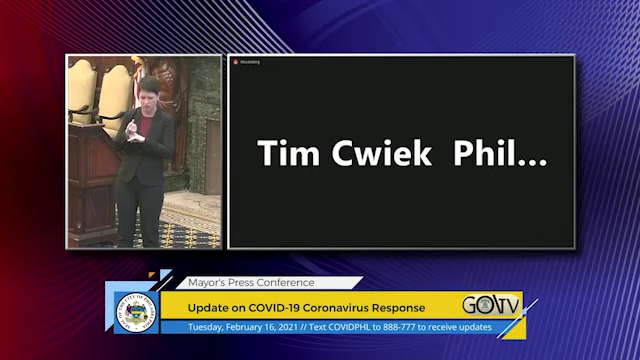 Recording
Tim Cwiek Phil...
Mayor's Press Conference
Update on COVID-19 Coronavirus Response
GOVTV
Tuesday, February 16, 2021 // Text COVIDPHL to 888-777 to receive updates